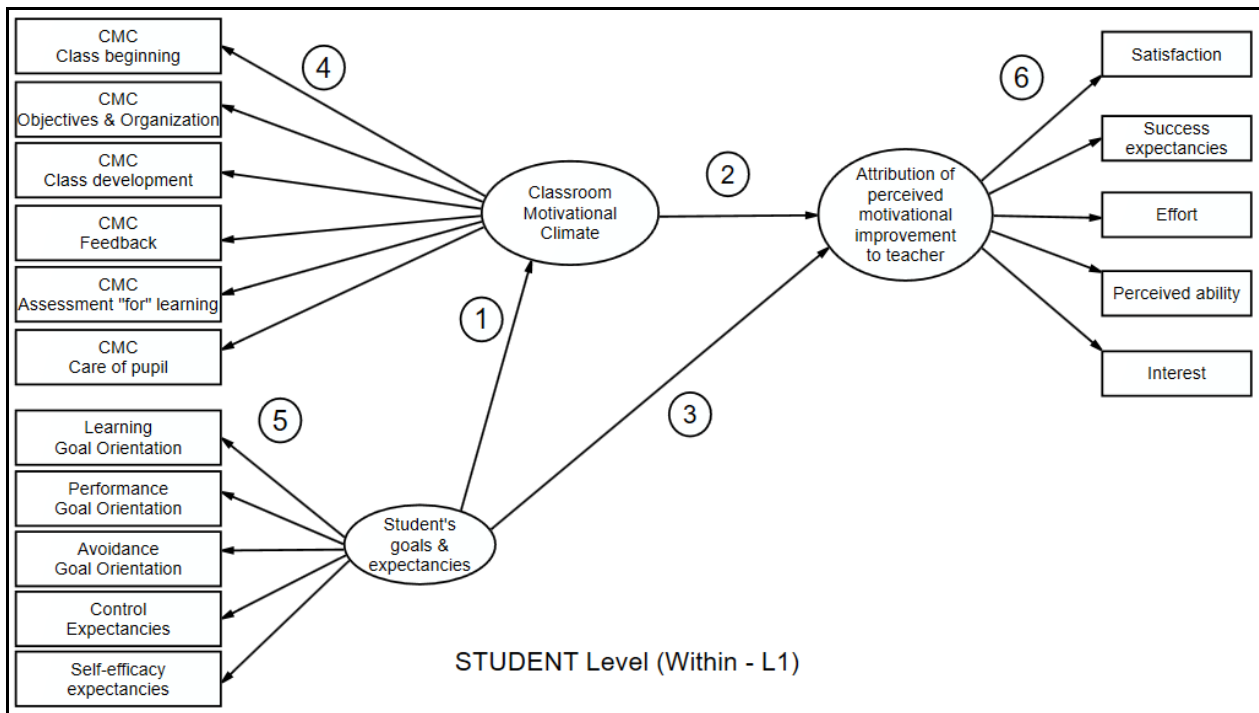 CMC
Class beginning
CMC
Objectives & Organization
CMC
Class development
CMC
Feedback
CMC
Assessment "for" learning
CMC
Care of pupil
Learning
Goal Orientation
Performance
Goal Orientation
Avoidance
Goal Orientation
Control
Expectancies
Self-efficacy
expectancies
4
5
Classroom
Motivational
Climate
1
Student's
goals &
expectancies
2
3
Attribution of
perceived
motivational
improvement
to teacher
6
Satisfaction
Success
expectancies
Effort
Perceived ability
Interest
STUDENT Level (Within - L1)